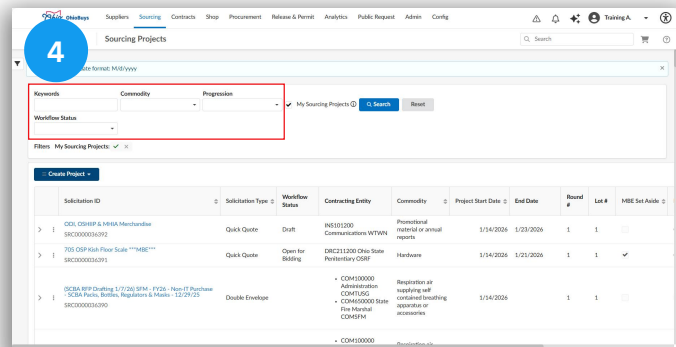 OhioBuys Suppliers Sourcing Contracts Shop Procurement Release & Permit Analytics Public Request Admin Config Training A.
4
Sourcing Projects Search
ate format: M/d/yyyy
Keywords Commodity Progression
My Sourcing Projects Search Reset
Workflow Status
Filters My Sourcing Projects:
Create Project
Solicitation ID Solicitation Type Workflow Status Contracting Entity Commodity Project Start Date End Date Round # Lot # MBE Set Aside
ODI, OSHIIP & MHIA Merchandise
SRC0000036392
Quick Quote Draft INS101200 Communications WTWN Promotional material or annual reports 1/14/2026 1/23/2026 1 1
705 OSP Kish Floor Scale ***MBE***
SRC0000036391
Quick Quote Open for Bidding DRC211200 Ohio State Penitentiary OSRF Hardware 1/14/2026 1/21/2026 1 1
(SCBA RFP Drafting 1/7/26) SFM - FY26 - Non-IT Purchase
- SCBA Packs, Bottles, Regulators & Masks - 12/29/25
SRC0000036390
Double Envelope
• COM100000 Administration COMTUSG
• COM650000 State Fire Marshal COMSFM
Respiration air supplying self contained breathing apparatus or accessories
1/14/2026 1 1
• COM100000
Respiration air